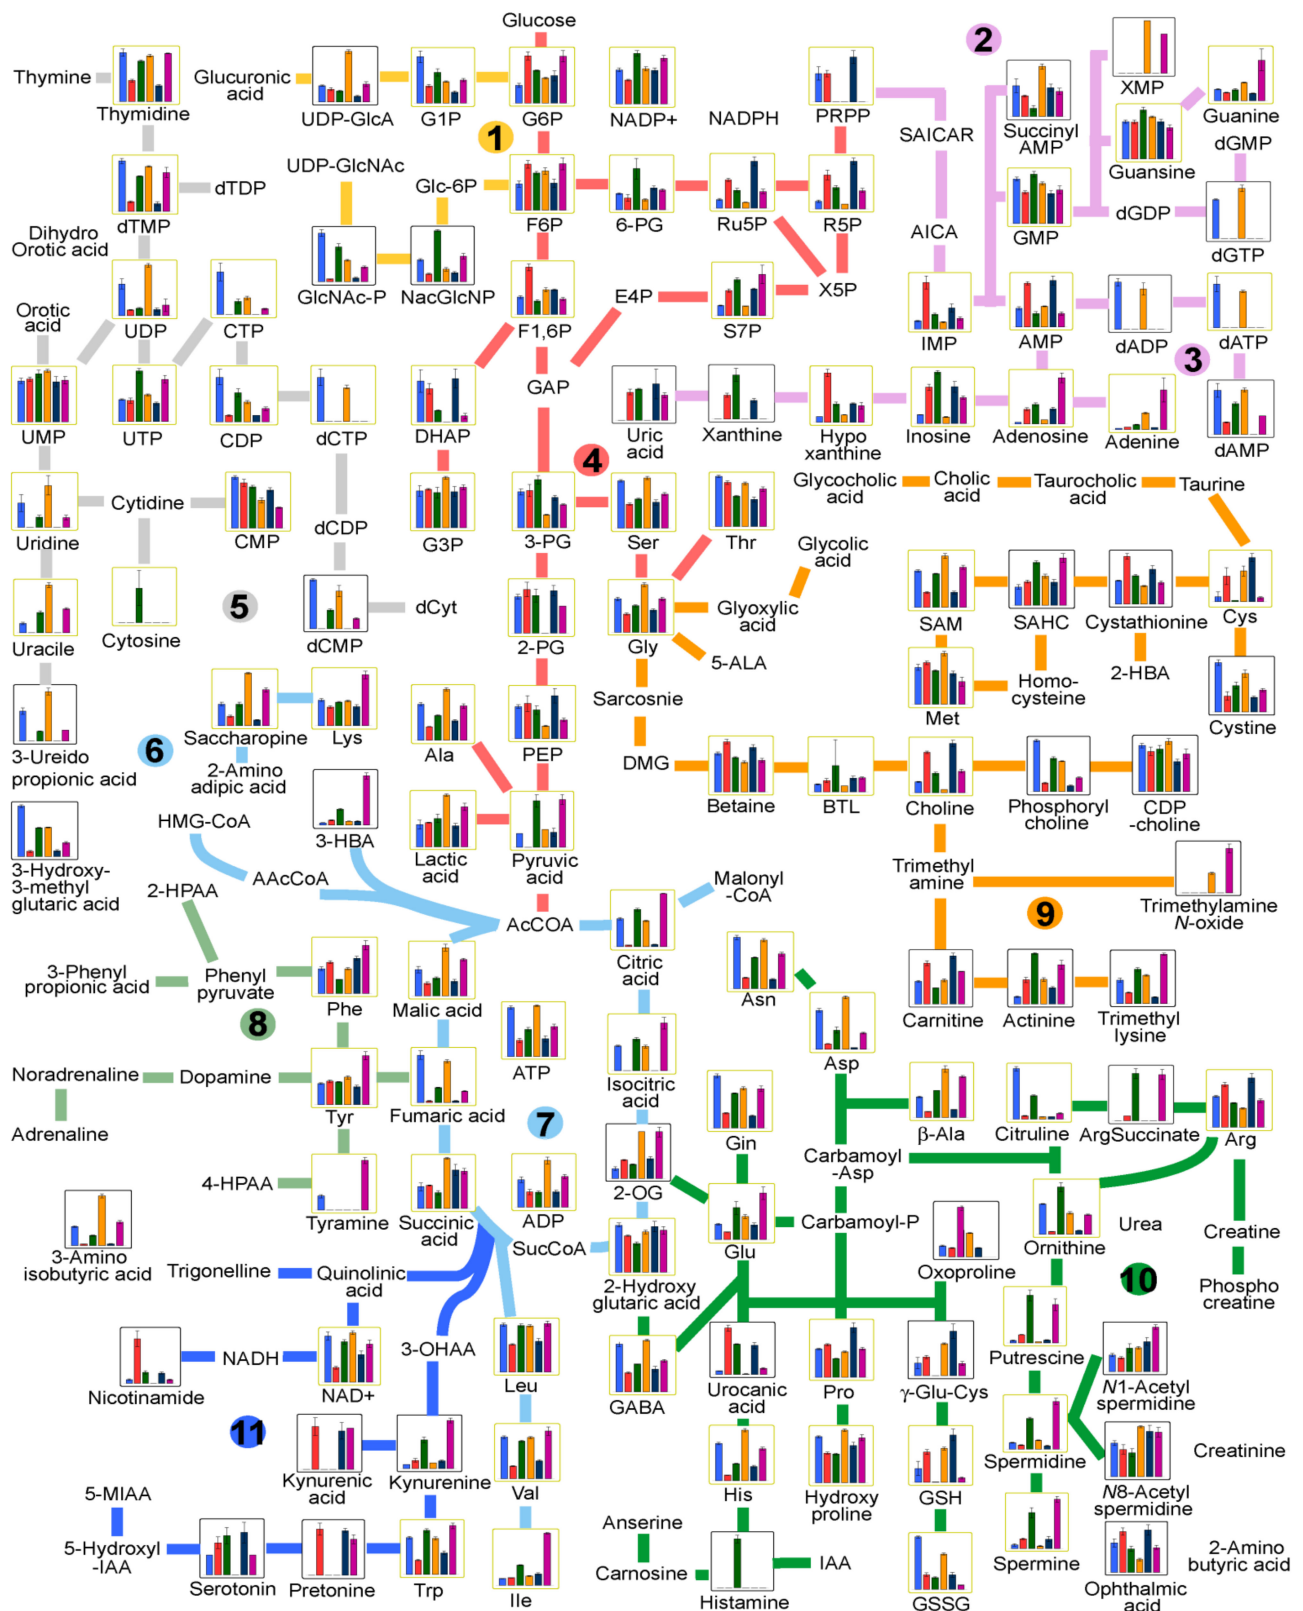 Glucose
2
Thymine
Thymidine
Glucuronic
acid
UDP-GlcA
G1P
G6P
NADP+
NADPH
PRPP
SAICAR
Succinyl
AMP
XMP
Guanine
Guansine
dGMP
1
dTMP
dTDP
UDP-GlcNAc
Glc-6P
F6P
6-PG
Ru5P
R5P
AICA
GMP
dGDP
dGTP
Dihydro
Orotic acid
GlcNAc-P
NacGlcNP
Orotic
acid
UDP
CTP
F1,6P
E4P
S7P
X5P
IMP
AMP
dADP
dATP
3
GAP
UMP
UTP
CDP
dCTP
DHAP
Uric
acid
Xanthine
Hypo
xanthine
Inosine
Adenosine
Adenine
dAMP
4
Uridine
Cytidine
CMP
dCDP
G3P
3-PG
Ser
Thr
Glycocholic
acid
Cholic
acid
Taurocholic
acid
Taurine
Glycolic
acid
Uracile
Cytosine
5
dCMP
dCyt
2-PG
Gly
Glyoxylic
acid
5-ALA
SAM
SAHC
Cystathionine
Cys
Sarcosnie
Met
Homo-
cysteine
2-HBA
Cystine
3-Ureido
propionic acid
6
Saccharopine
Lys
2-Amino
adipic acid
Ala
PEP
DMG
Betaine
BTL
Choline
Phosphoryl
choline
CDP
-choline
3-Hydroxy-
3-methyl
glutaric acid
HMG-CoA
3-HBA
Lactic
acid
Pyruvic
acid
2-HPAA
AAcCoA
AcCOA
Malonyl
-CoA
Trimethyl
amine
Trimethylamine
N-oxide
9
3-Phenyl
propionic acid
Phenyl
pyruvate
Phe
Malic acid
Citric
acid
Asn
Carnitine
Actinine
Trimethyl
lysine
8
ATP
Asp
Noradrenaline
Dopamine
Tyr
Fumaric acid
Isocitric
acid
Adrenaline
7
Gin
β-Ala
Citruline
ArgSuccinate
Arg
4-HPAA
Tyramine
Succinic
acid
ADP
2-OG
Carbamoyl
-Asp
Glu
Carbamoyl-P
Ornithine
Urea
Creatine
3-Amino
isobutyric acid
SucCoA
Oxoproline
10
Trigonelline
Quinolinic
acid
2-Hydroxy
glutaric acid
Phospho
creatine
Nicotinamide
NADH
NAD+
3-OHAA
Leu
GABA
Urocanic
acid
Pro
γ-Glu-Cys
Putrescine
N1-Acetyl
spermidine
11
Kynurenic
acid
Kynurenine
Val
His
Hydroxy
proline
GSH
Spermidine
N8-Acetyl
spermidine
Creatinine
5-MIAA
5-Hydroxyl
-IAA
Serotonin
Pretonine
Trp
Ile
Anserine
Carnosine
Histamine
IAA
GSSG
Spermine
Ophthalmic
acid
2-Amino
butyric acid